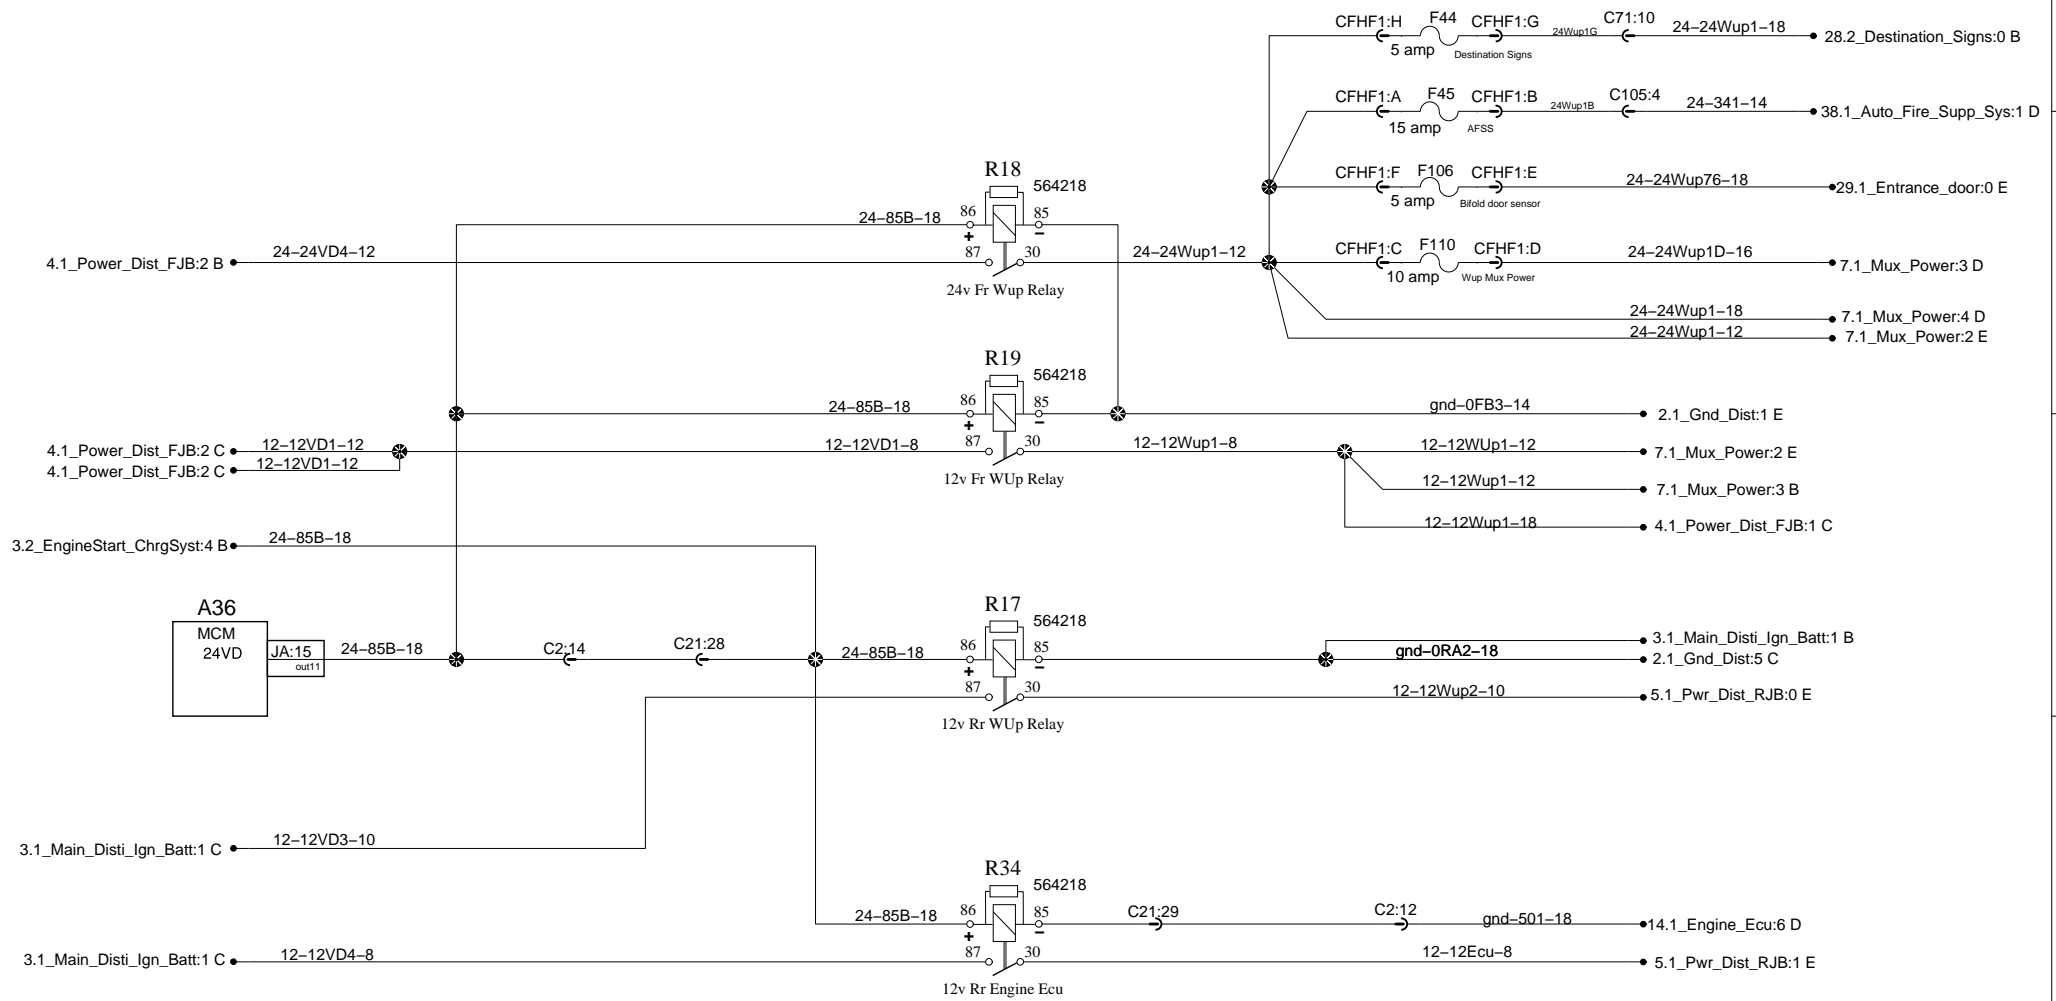 CFHF1:H F44 CFHF1:G 24Wup1G C71:10 24-24Wup1-18 28.2_Destination_Signs:0 B
5 amp Destination Signs
CFHF1:A F45 CFHF1:B 24Wup1B C105:4 24-341-14 38.1_Auto_Fire_Supp_Sys:1 D
15 amp AFSS
CFHF1:F F106 CFHF1:E 24-24Wup76-18 29.1_Entrance_door:0 E
5 amp Bifold door sensor
R18
564218
24-85B-18 86 85
+ −
4.1_Power_Dist_FJB:2 B 24-24VD4-12 87 30 24-24Wup1-12
24v Fr Wup Relay
CFHF1:C F110 CFHF1:D 24-24Wup1D-16 7.1_Mux_Power:3 D
10 amp Wup Mux Power
24-24Wup1-18 7.1_Mux_Power:4 D
24-24Wup1-12 7.1_Mux_Power:2 E
R19
564218
24-85B-18 86 85 gnd-0FB3-14 2.1_Gnd_Dist:1 E
+ −
4.1_Power_Dist_FJB:2 C 12-12VD1-12 12-12VD1-8 87 30 12-12Wup1-8 12-12WUp1-12 7.1_Mux_Power:2 E
4.1_Power_Dist_FJB:2 C 12-12VD1-12
12v Fr WUp Relay
12-12Wup1-12 7.1_Mux_Power:3 B
12-12Wup1-18 4.1_Power_Dist_FJB:1 C
3.2_EngineStart_ChrgSyst:4 B 24-85B-18
A36
MCM
24VD
JA:15
out11
24-85B-18 C2:14 C21:28 24-85B-18
R17
564218
86 85
+ −
3.1_Main_Disti_Ign_Batt:1 B
gnd-0RA2-18 2.1_Gnd_Dist:5 C
87 30 12-12Wup2-10 5.1_Pwr_Dist_RJB:0 E
12v Rr WUp Relay
3.1_Main_Disti_Ign_Batt:1 C 12-12VD3-10
R34
564218
24-85B-18 86 85 C21:29 C2:12 gnd-501-18 14.1_Engine_Ecu:6 D
+ −
3.1_Main_Disti_Ign_Batt:1 C 12-12VD4-8 87 30 12-12Ecu-8 5.1_Pwr_Dist_RJB:1 E
12v Rr Engine Ecu